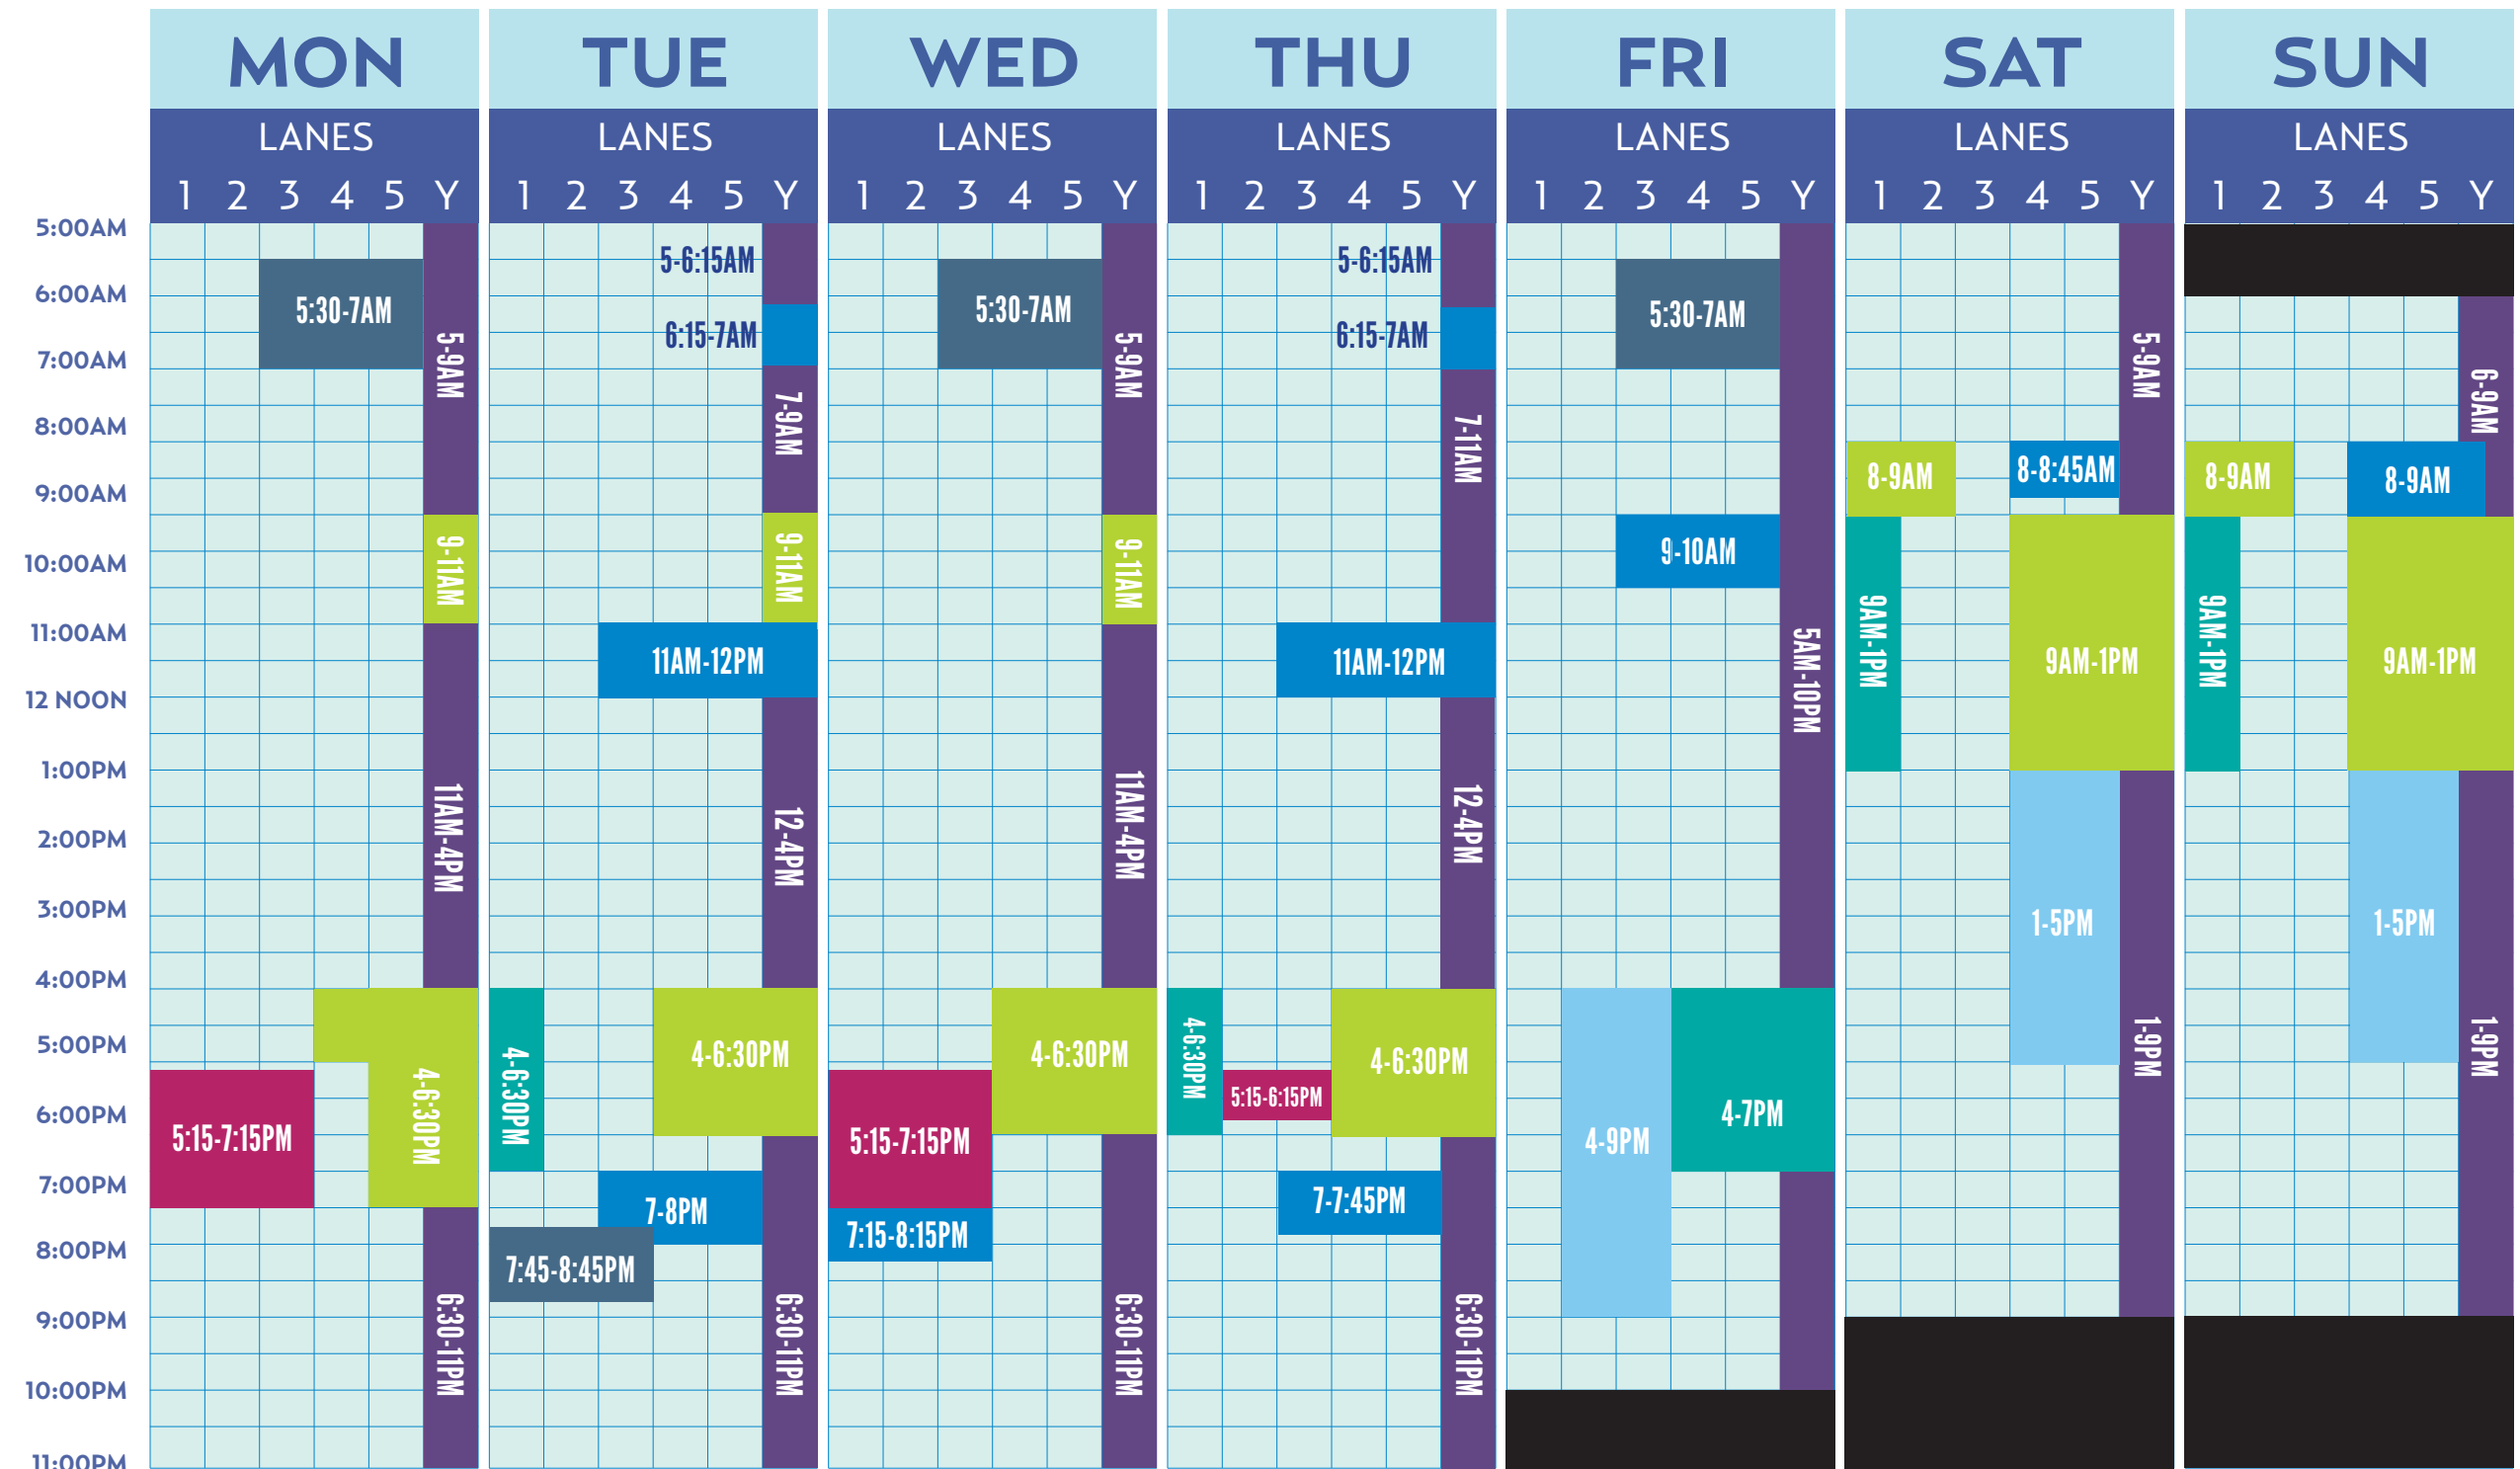 MON TUE WED THU FRI SAT SUN
LANES LANES LANES LANES LANES LANES LANES
1 2 3 4 5 Y 1 2 3 4 5 Y 1 2 3 4 5 Y 1 2 3 4 5 Y 1 2 3 4 5 Y 1 2 3 4 5 Y 1 2 3 4 5 Y
5:00AM
5-6:15AM 5-6:15AM
6:00AM
5:30-7AM 5:30-7AM 5:30-7AM
6:15-7AM 6:15-7AM
7:00AM
5-9AM 5-9AM 5-9AM
6-9AM
7-9AM
8:00AM
7-11AM
8-9AM 8-8:45AM 8-9AM 8-9AM
9:00AM
9-11AM 9-11AM 9-11AM 9-10AM
10:00AM
11:00AM
9AM-1PM 9AM-1PM
11AM-12PM 11AM-12PM 9AM-1PM 9AM-1PM
5AM-10PM
12 NOON
1:00PM
11AM-4PM 11AM-4PM
12-4PM 12-4PM
2:00PM
3:00PM
1-5PM 1-5PM
4:00PM
5:00PM
4-6:30PM 4-6:30PM 4-6:30PM 4-6:30PM
1-9PM 1-9PM
4-6:30PM 4-6:30PM
5:15-6:15PM
6:00PM
4-7PM
5:15-7:15PM 5:15-7:15PM 4-9PM
7:00PM
7-8PM 7-7:45PM
7:15-8:15PM
8:00PM
7:45-8:45PM
9:00PM
6:30-11PM 6:30-11PM 6:30-11PM 6:30-11PM
10:00PM
11:00PM